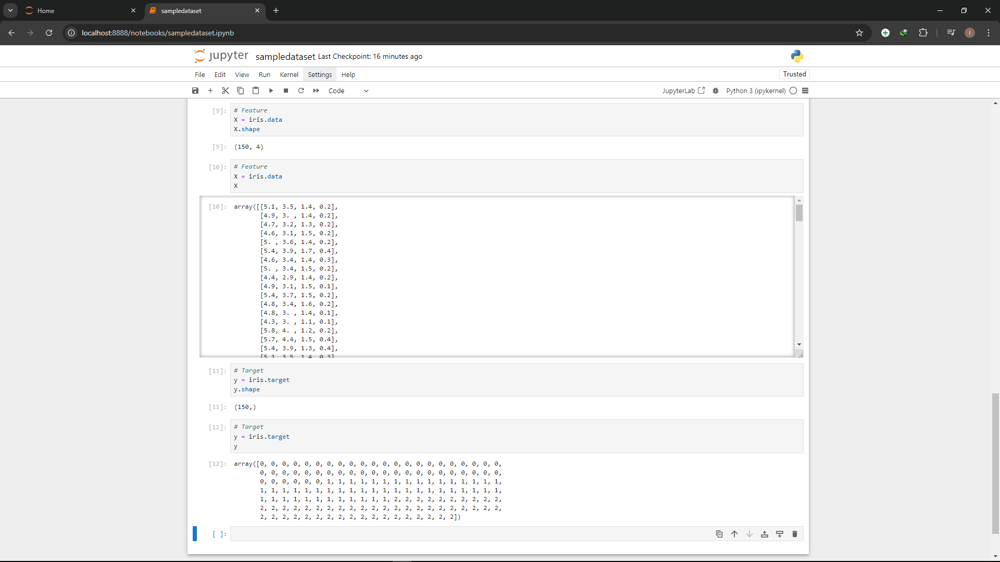 Home
sampledataset
localhost:8888/notebooks/sampledataset.ipynb
I
jupyter sampledataset Last Checkpoint: 16 minutes ago
File Edit View Run Kernel Settings Help
Trusted
Code
JupyterLab
Python 3 (ipykernel)
[9]: # Feature
X = iris.data
X.shape
[9]: (150, 4)
[10]: # Feature
X = iris.data
X
[10]: array([[5.1, 3.5, 1.4, 0.2],
[4.9, 3. , 1.4, 0.2],
[4.7, 3.2, 1.3, 0.2],
[4.6, 3.1, 1.5, 0.2],
[5. , 3.6, 1.4, 0.2],
[5.4, 3.9, 1.7, 0.4],
[4.6, 3.4, 1.4, 0.3],
[5. , 3.4, 1.5, 0.2],
[4.4, 2.9, 1.4, 0.2],
[4.9, 3.1, 1.5, 0.1],
[5.4, 3.7, 1.5, 0.2],
[4.8, 3.4, 1.6, 0.2],
[4.8, 3. , 1.4, 0.1],
[4.3, 3. , 1.1, 0.1],
[5.8, 4. , 1.2, 0.2],
[5.7, 4.4, 1.5, 0.4],
[5.4, 3.9, 1.3, 0.4],
[5.1, 3.5, 1.4, 0.3]
[11]: # Target
y = iris.target
y.shape
[11]: (150,)
[12]: # Target
y = iris.target
y
[12]: array([0, 0, 0, 0, 0, 0, 0, 0, 0, 0, 0, 0, 0, 0, 0, 0, 0, 0, 0, 0, 0, 0,
0, 0, 0, 0, 0, 0, 0, 0, 0, 0, 0, 0, 0, 0, 0, 0, 0, 0, 0, 0, 0, 0,
0, 0, 0, 0, 0, 0, 1, 1, 1, 1, 1, 1, 1, 1, 1, 1, 1, 1, 1, 1, 1, 1,
1, 1, 1, 1, 1, 1, 1, 1, 1, 1, 1, 1, 1, 1, 1, 1, 1, 1, 1, 1, 1, 1,
1, 1, 1, 1, 1, 1, 1, 1, 1, 1, 1, 1, 2, 2, 2, 2, 2, 2, 2, 2, 2, 2,
2, 2, 2, 2, 2, 2, 2, 2, 2, 2, 2, 2, 2, 2, 2, 2, 2, 2, 2, 2, 2, 2,
2, 2, 2, 2, 2, 2, 2, 2, 2, 2, 2, 2, 2, 2, 2, 2, 2, 2])
[ ]: